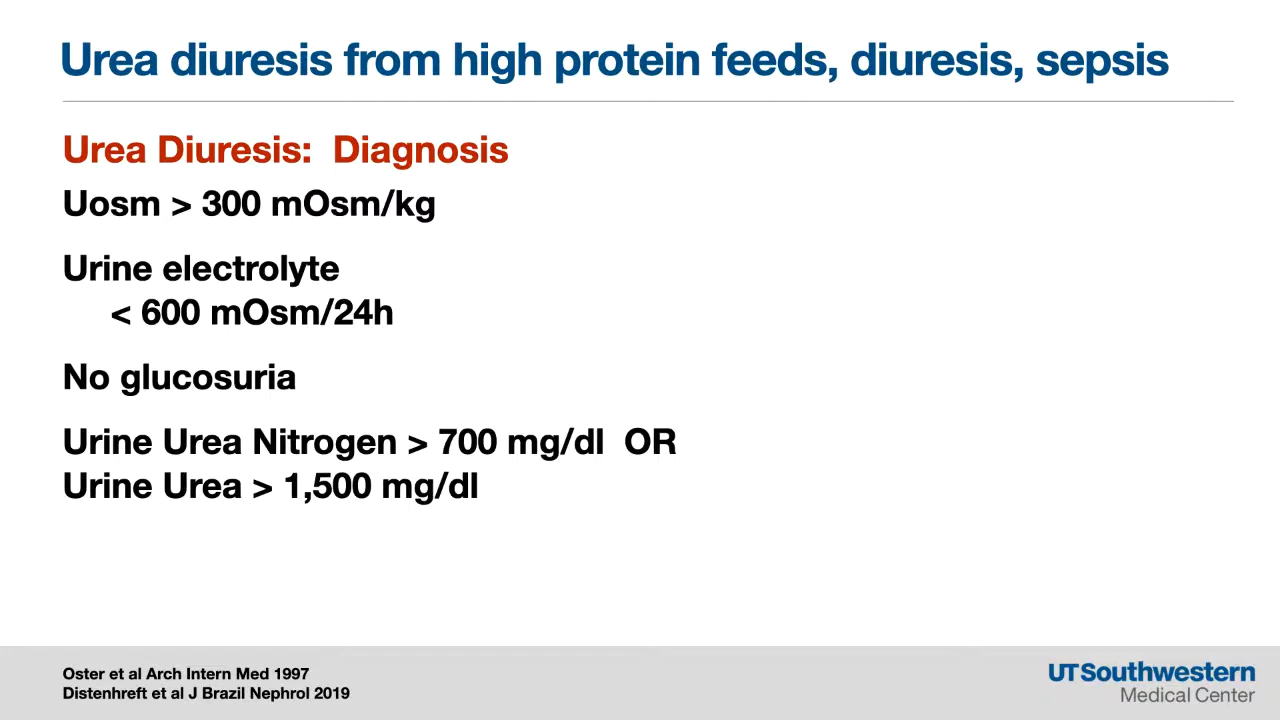 Urea diuresis from high protein feeds, diuresis, sepsis
Urea Diuresis:  Diagnosis
Uosm > 300 mOsm/kg
Urine electrolyte
< 600 mOsm/24h
No glucosuria
Urine Urea Nitrogen > 700 mg/dl  OR
Urine Urea > 1,500 mg/dl
Oster et al Arch Intern Med 1997
Distenhreft et al J Brazil Nephrol 2019
UTSouthwestern
Medical Center